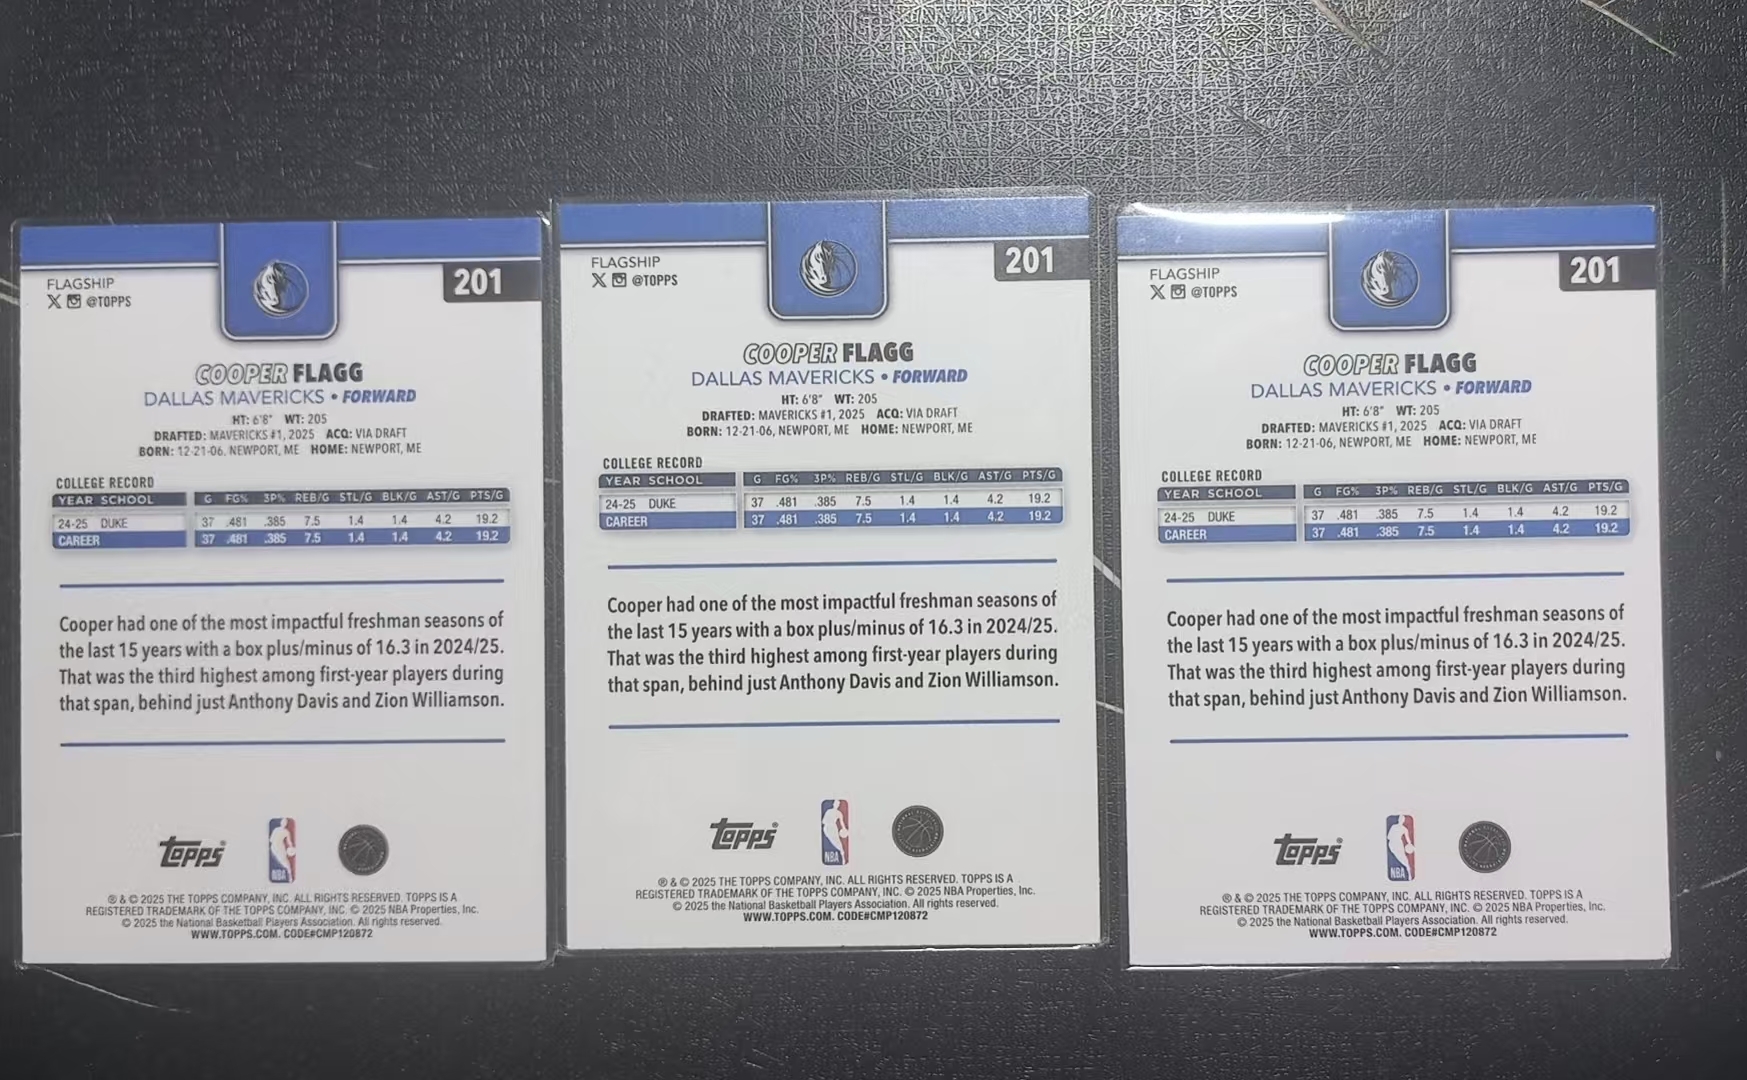 FLAGSHIP
X @TOPPS
201
COOPER FLAGG
DALLAS MAVERICKS • FORWARD
HT: 6'8" WT: 205
DRAFTED: MAVERICKS #1, 2025 ACQ: VIA DRAFT
BORN: 12-21-06, NEWPORT, ME HOME: NEWPORT, ME
COLLEGE RECORD
YEAR SCHOOL G FG% 3P% REB/G STL/G BLK/G AST/G PTS/G
24-25 DUKE 37 .481 .385 7.5 1.4 1.4 4.2 19.2
CAREER 37 .481 .385 7.5 1.4 1.4 4.2 19.2
Cooper had one of the most impactful freshman seasons of
the last 15 years with a box plus/minus of 16.3 in 2024/25.
That was the third highest among first-year players during
that span, behind just Anthony Davis and Zion Williamson.
Topps®
NBA
® & © 2025 THE TOPPS COMPANY, INC. ALL RIGHTS RESERVED. TOPPS IS A
REGISTERED TRADEMARK OF THE TOPPS COMPANY, INC. © 2025 NBA Properties, Inc.
© 2025 the National Basketball Players Association. All rights reserved.
WWW.TOPPS.COM. CODE#CMP120872
FLAGSHIP
X @TOPPS
201
COOPER FLAGG
DALLAS MAVERICKS • FORWARD
HT: 6'8" WT: 205
DRAFTED: MAVERICKS #1, 2025 ACQ: VIA DRAFT
BORN: 12-21-06, NEWPORT, ME HOME: NEWPORT, ME
COLLEGE RECORD
YEAR SCHOOL G FG% 3P% REB/G STL/G BLK/G AST/G PTS/G
24-25 DUKE 37 .481 .385 7.5 1.4 1.4 4.2 19.2
CAREER 37 .481 .385 7.5 1.4 1.4 4.2 19.2
Cooper had one of the most impactful freshman seasons of
the last 15 years with a box plus/minus of 16.3 in 2024/25.
That was the third highest among first-year players during
that span, behind just Anthony Davis and Zion Williamson.
Topps®
NBA
® & © 2025 THE TOPPS COMPANY, INC. ALL RIGHTS RESERVED. TOPPS IS A
REGISTERED TRADEMARK OF THE TOPPS COMPANY, INC. © 2025 NBA Properties, Inc.
© 2025 the National Basketball Players Association. All rights reserved.
WWW.TOPPS.COM. CODE#CMP120872
FLAGSHIP
X @TOPPS
201
COOPER FLAGG
DALLAS MAVERICKS • FORWARD
HT: 6'8" WT: 205
DRAFTED: MAVERICKS #1, 2025 ACQ: VIA DRAFT
BORN: 12-21-06, NEWPORT, ME HOME: NEWPORT, ME
COLLEGE RECORD
YEAR SCHOOL G FG% 3P% REB/G STL/G BLK/G AST/G PTS/G
24-25 DUKE 37 .481 .385 7.5 1.4 1.4 4.2 19.2
CAREER 37 .481 .385 7.5 1.4 1.4 4.2 19.2
Cooper had one of the most impactful freshman seasons of
the last 15 years with a box plus/minus of 16.3 in 2024/25.
That was the third highest among first-year players during
that span, behind just Anthony Davis and Zion Williamson.
Topps®
NBA
® & © 2025 THE TOPPS COMPANY, INC. ALL RIGHTS RESERVED. TOPPS IS A
REGISTERED TRADEMARK OF THE TOPPS COMPANY, INC. © 2025 NBA Properties, Inc.
© 2025 the National Basketball Players Association. All rights reserved.
WWW.TOPPS.COM. CODE#CMP120872